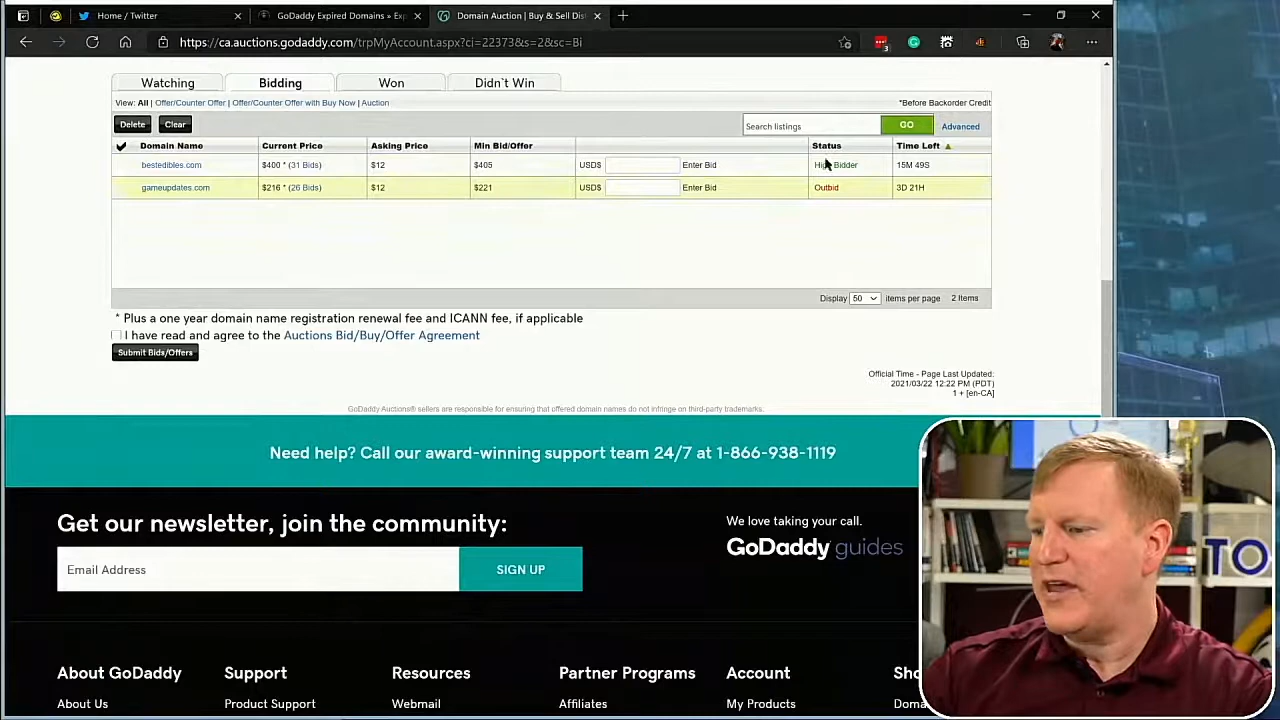 Home / Twitter
GoDaddy Expired Domains » Exp
Domain Auction | Buy & Sell Dis
https://ca.auctions.godaddy.com/trpMyAccount.aspx?ci=22373&s=2&sc=Bi
3
Watching
Bidding
Won
Didn`t Win
View: All | Offer/Counter Offer | Offer/Counter Offer with Buy Now | Auction
*Before Backorder Credit
Delete
Clear
Search listings
GO
Advanced
Domain Name
Current Price
Asking Price
Min Bid/Offer
Status
Time Left
bestedibles.com
$400 * (31 Bids)
$12
$405
USD$
Enter Bid
High Bidder
15M 49S
gameupdates.com
$216 * (26 Bids)
$12
$221
USD$
Enter Bid
Outbid
3D 21H
Display 50 items per page 2 Items
* Plus a one year domain name registration renewal fee and ICANN fee, if applicable
I have read and agree to the Auctions Bid/Buy/Offer Agreement
Submit Bids/Offers
Official Time - Page Last Updated:
2021/03/22 12:22 PM (PDT)
1 + [en-CA]
GoDaddy Auctions® sellers are responsible for ensuring that offered domain names do not infringe on third-party trademarks.
Need help? Call our award-winning support team 24/7 at 1-866-938-1119
Get our newsletter, join the community:
Email Address
SIGN UP
We love taking your call.
GoDaddy guides
TO
About GoDaddy
Support
Resources
Partner Programs
Account
Sho
About Us
Product Support
Webmail
Affiliates
My Products
Doma